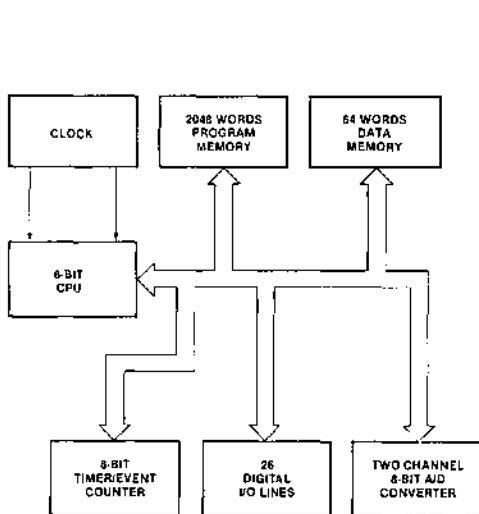 CLOCK
2048 WORDS
PROGRAM
MEMORY
64 WORDS
DATA
MEMORY
8-BIT
CPU
8-BIT
TIMER/EVENT
COUNTER
26
DIGITAL
I/O LINES
TWO CHANNEL
8-BIT A/D
CONVERTER